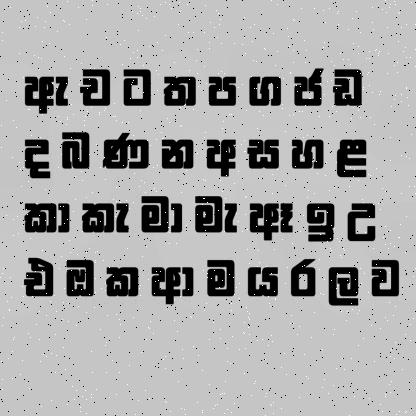 ඇ ච ට ත ප ග ජ ඩ
ද බ ණ න අ ස හ ළ
කා කැ මා මැ ඈ ඉ උ
එ ඔ ක ආ ම ය ර ල ව